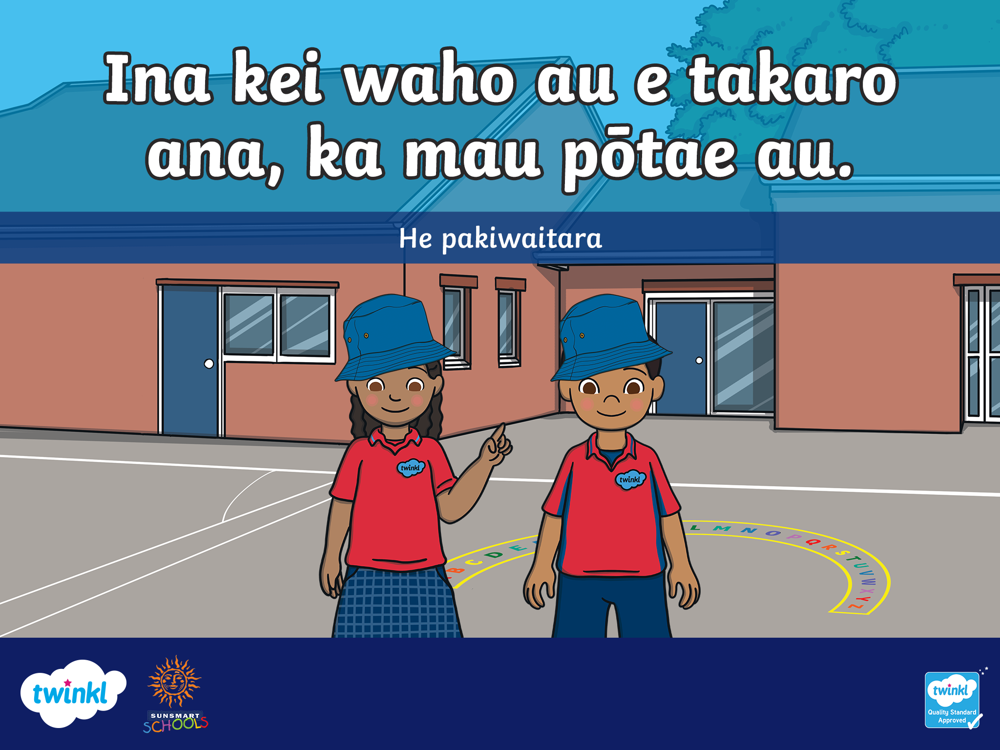 Ina kei waho au e takaro
ana, ka mau pōtae au.
He pakiwaitara
twinkl
twinkl
B C D E
L M N O P Q R S T U V W X Y Z
twinkl
SUNSMART
SCHOOLS
twinkl
Quality Standard
Approved